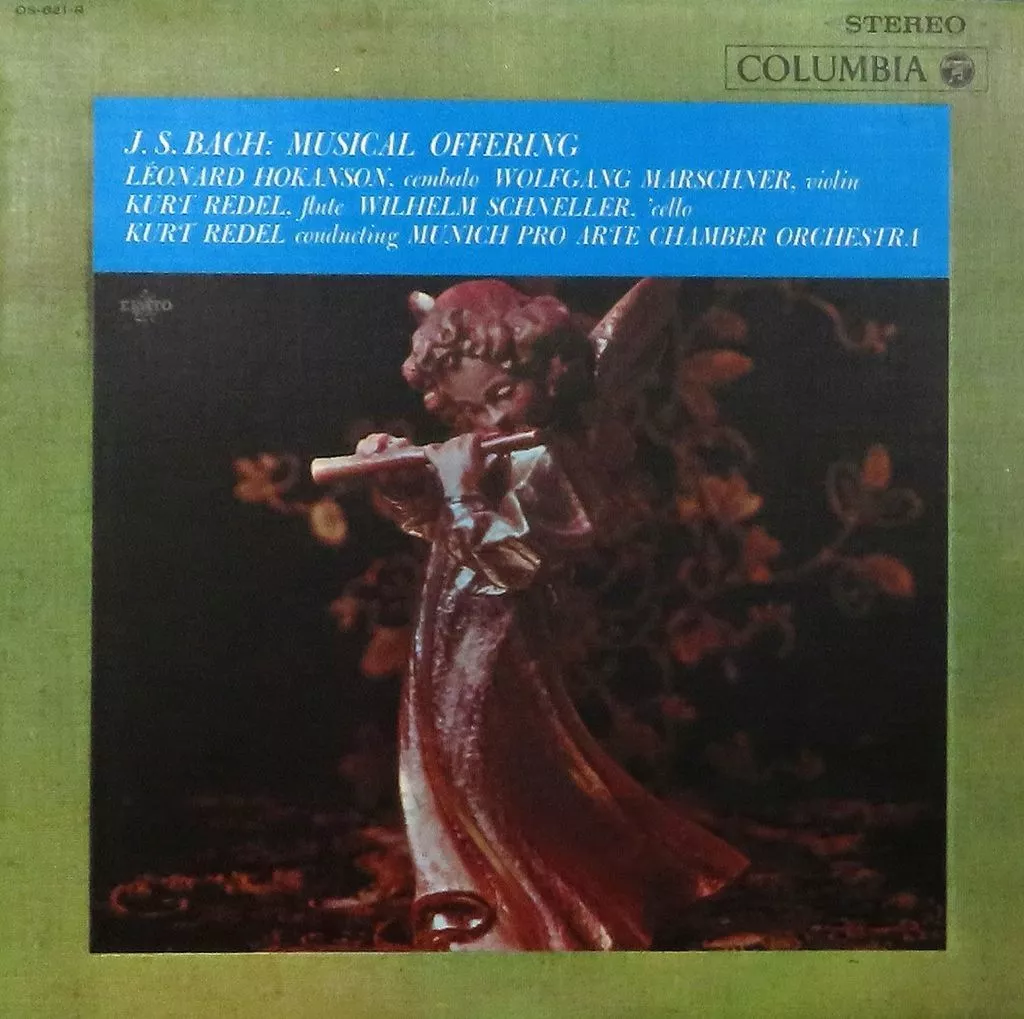 OS-621-R
STEREO
COLUMBIA
J. S. BACH: MUSICAL OFFERING
LÉONARD HOKANSON, cembalo WOLFGANG MARSCHNER, violin
KURT REDEL, flute WILHELM SCHNELLER, 'cello
KURT REDEL conducting MUNICH PRO ARTE CHAMBER ORCHESTRA
ERATO